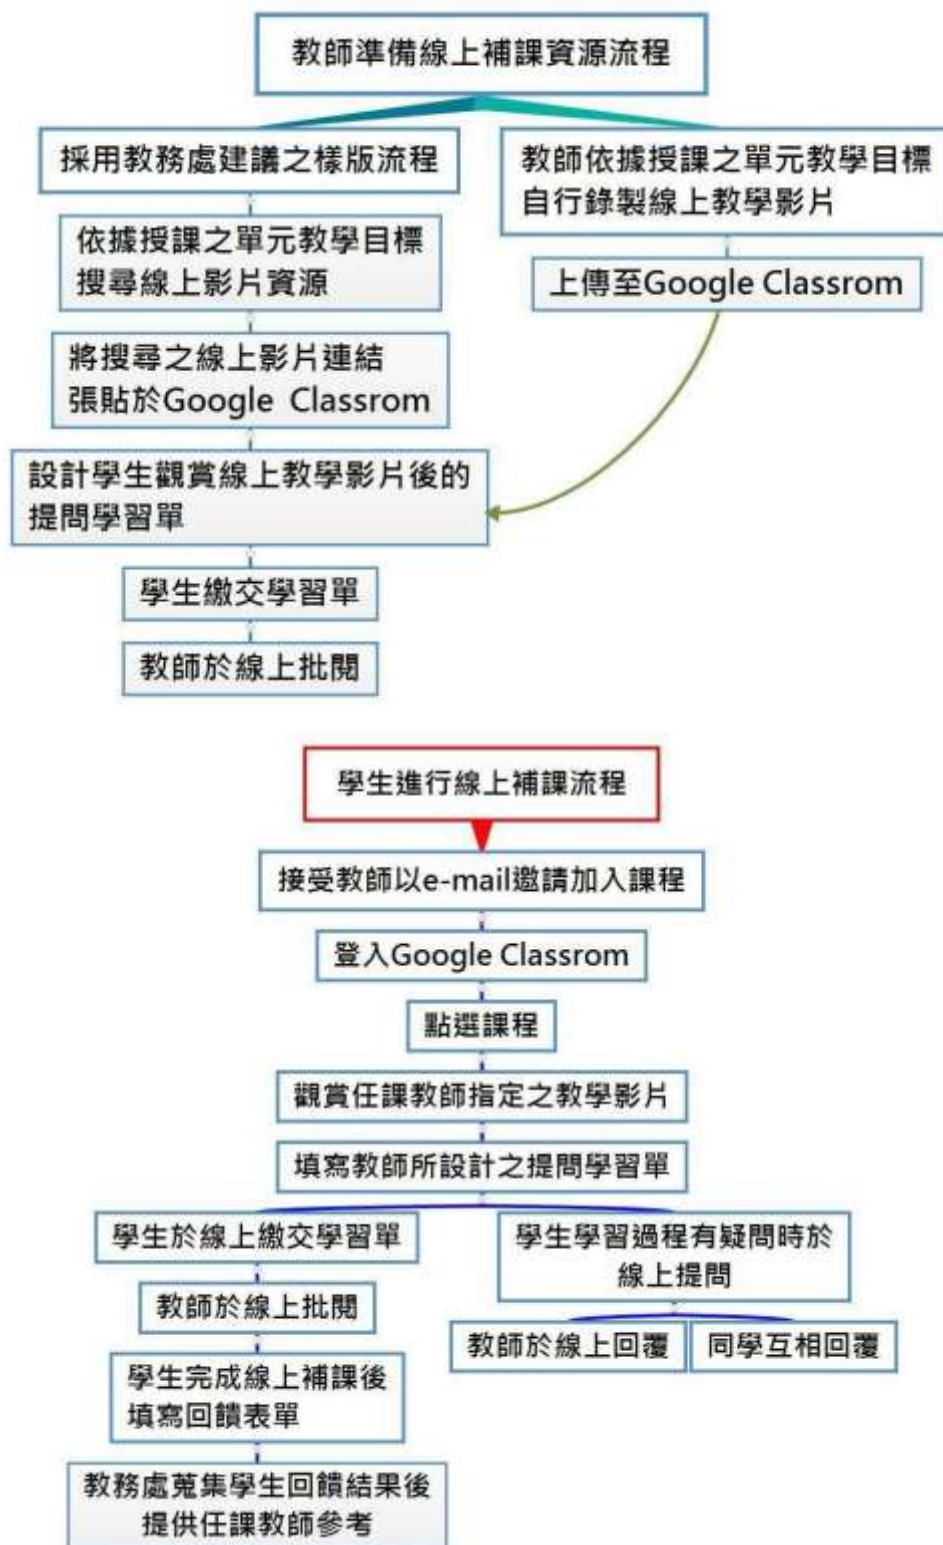 教師準備線上補課資源流程
採用教務處建議之樣版流程
依據授課之單元教學目標
搜尋線上影片資源
將搜尋之線上影片連結
張貼於Google Classrom
教師依據授課之單元教學目標
自行錄製線上教學影片
上傳至Google Classrom
設計學生觀賞線上教學影片後的
提問學習單
學生繳交學習單
教師於線上批閱
學生進行線上補課流程
接受教師以e-mail邀請加入課程
登入Google Classrom
點選課程
觀賞任課教師指定之教學影片
填寫教師所設計之提問學習單
學生於線上繳交學習單
教師於線上批閱
學生完成線上補課後
填寫回饋表單
教務處蒐集學生回饋結果後
提供任課教師參考
學生學習過程有疑問時於
線上提問
教師於線上回覆
同學互相回覆